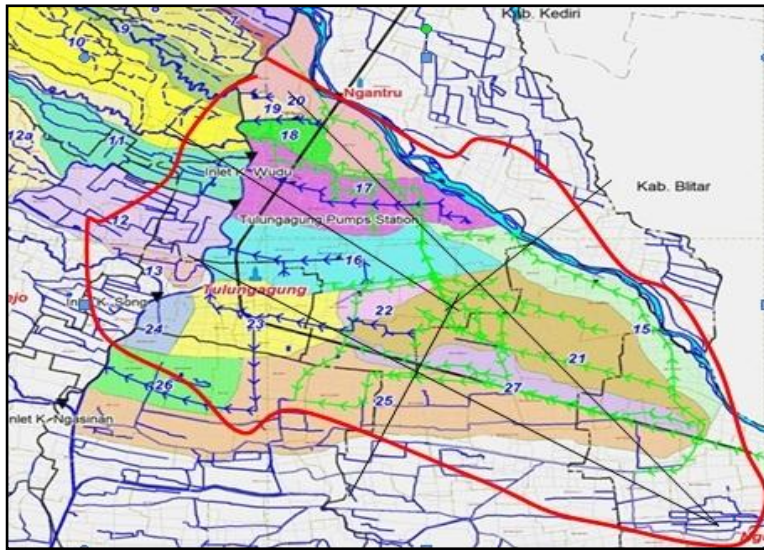 Kab. Kediri
8
7
9
10
20
Ngantru
19
18
12a
11
Inlet K. Wudu
17
Kab. Blitar
Tulungagung Pumps Station
12
16
13
Tulungagung
Inlet K. Song
22
15
24
23
21
26
27
25
Inlet K. Ngasinan